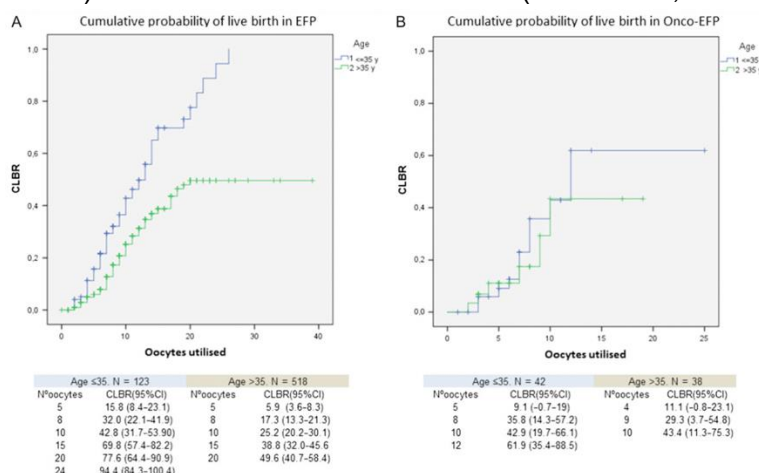 A Cumulative probability of live birth in EFP
Age
1 <=35 y
2 >35 y
CLBR
1,0
0,8
0,6
0,4
0,2
0,0
0 10 20 30 40
Oocytes utilised
Age ≤35. N = 123 Age >35. N = 518
Nºoocytes CLBR(95%CI) Nºoocytes CLBR(95%CI)
5 15.8 (8.4–23.1) 5 5.9 (3.6–8.3)
8 32.0 (22.1–41.9) 8 17.3 (13.3–21.3)
10 42.8 (31.7–53.90) 10 25.2 (20.2–30.1)
15 69.8 (57.4–82.2) 15 38.8 (32.0–45.6
20 77.6 (64.4–90.9) 20 49.6 (40.7–58.4)
24 94.4 (84.3–100.4)
B Cumulative probability of live birth in Onco-EFP
Age
1 <=35
2 >35 y
CLBR
1,0
0,8
0,6
0,4
0,2
0,0
0 5 10 15 20 25
Oocytes utilised
Age ≤35. N = 42 Age >35. N = 38
Nºoocytes CLBR(95%CI) Nºoocytes CLBR(95%CI)
5 9.1 (-0.7–19) 4 11.1 (-0.8–23.1)
8 35.8 (14.3–57.2) 9 29.3 (3.7–54.8)
10 42.9 (19.7–66.1) 10 43.4 (11.3–75.3)
12 61.9 (35.4–88.5)